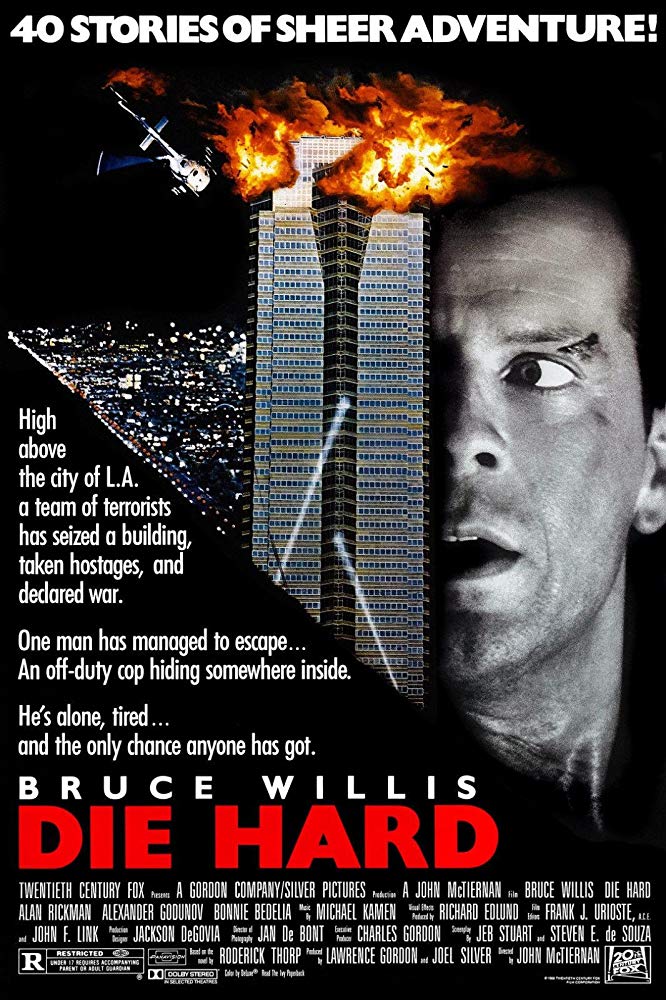 40 STORIES OF SHEER ADVENTURE!
High
above
the city of L.A.
a team of terrorists
has seized a building,
taken hostages, and
declared war.
One man has managed to escape...
An off-duty cop hiding somewhere inside.
He's alone, tired...
and the only chance anyone has got.
BRUCE WILLIS
DIE HARD
TWENTIETH CENTURY FOX Presents A GORDON COMPANY/SILVER PICTURES Production A JOHN McTIERNAN Film BRUCE WILLIS DIE HARD
ALAN RICKMAN ALEXANDER GODUNOV BONNIE BEDELIA Music By MICHAEL KAMEN Visual Effects Produced by RICHARD EDLUND Film Editors FRANK J. URIOSTE, A.C.E.
and JOHN F. LINK Production Designer JACKSON DeGOVIA Director of Photography JAN De BONT Executive Producer CHARLES GORDON Screenplay By JEB STUART and STEVEN E. de SOUZA
R RESTRICTED UNDER 17 REQUIRES ACCOMPANYING PARENT OR ADULT GUARDIAN PANAVISION Based on the novel by RODERICK THORP Produced by LAWRENCE GORDON and JOEL SILVER Directed by JOHN McTIERNAN
DOLBY STEREO IN SELECTED THEATRES Color by DeLuxe® Read The Ivy Paperback
20th CENTURY FOX